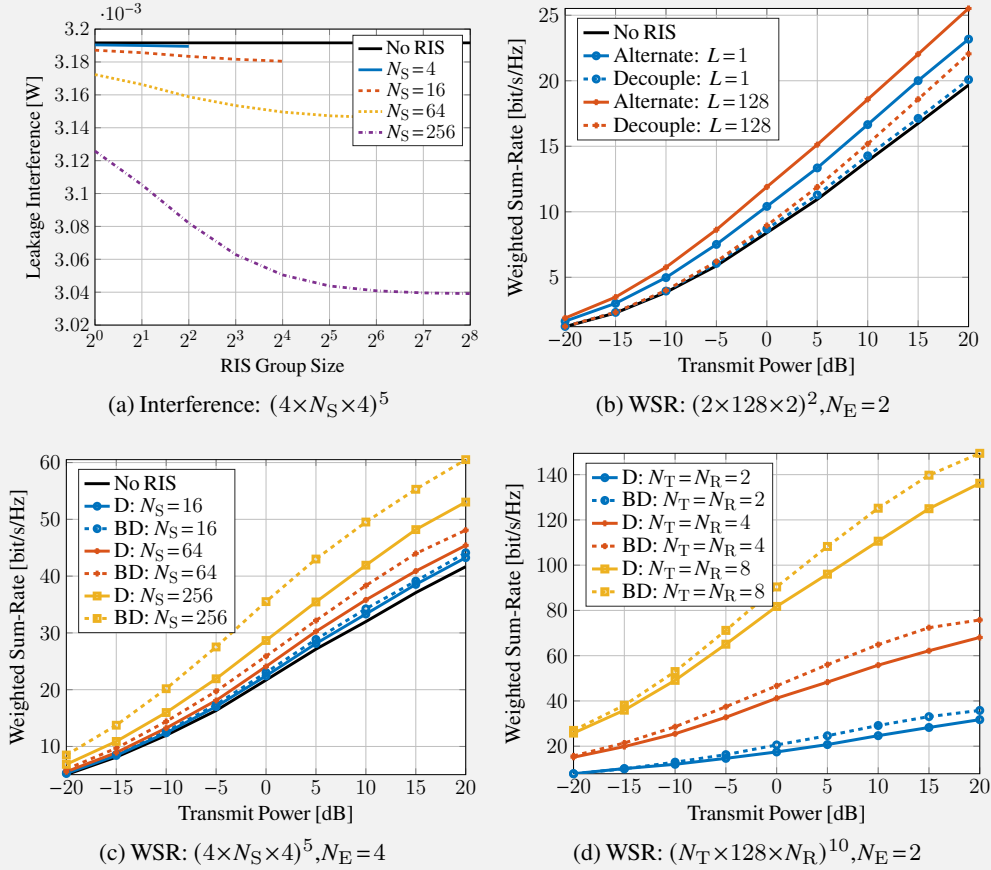 ·10⁻³
3.2
3.18
3.16
3.14
3.12
3.1
3.08
3.06
3.04
3.02
Leakage Interference [W]
No RIS
N_S=4
N_S=16
N_S=64
N_S=256
2⁰ 2¹ 2² 2³ 2⁴ 2⁵ 2⁶ 2⁷ 2⁸
RIS Group Size
(a) Interference: (4×N_S×4)⁵
25
20
15
10
5
Weighted Sum-Rate [bit/s/Hz]
No RIS
Alternate: L=1
Decouple: L=1
Alternate: L=128
Decouple: L=128
−20 −15 −10 −5 0 5 10 15 20
Transmit Power [dB]
(b) WSR: (2×128×2)²,N_E=2
60
50
40
30
20
10
Weighted Sum-Rate [bit/s/Hz]
No RIS
D: N_S=16
BD: N_S=16
D: N_S=64
BD: N_S=64
D: N_S=256
BD: N_S=256
−20 −15 −10 −5 0 5 10 15 20
Transmit Power [dB]
(c) WSR: (4×N_S×4)⁵,N_E=4
140
120
100
80
60
40
20
Weighted Sum-Rate [bit/s/Hz]
D: N_T=N_R=2
BD: N_T=N_R=2
D: N_T=N_R=4
BD: N_T=N_R=4
D: N_T=N_R=8
BD: N_T=N_R=8
−20 −15 −10 −5 0 5 10 15 20
Transmit Power [dB]
(d) WSR: (N_T×128×N_R)¹⁰,N_E=2